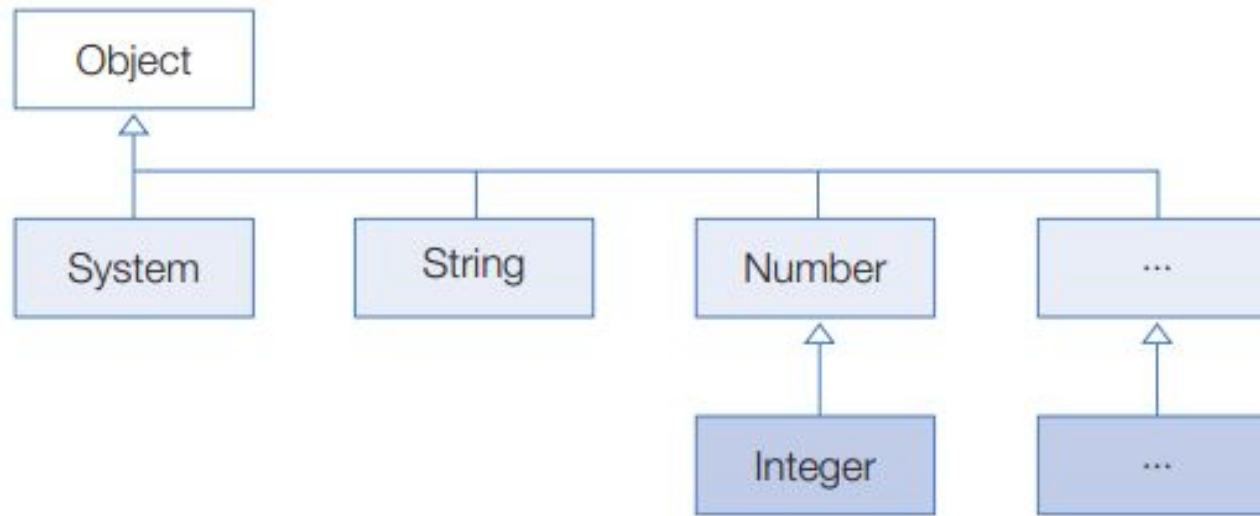 Object
System
String
Number
...
Integer
...